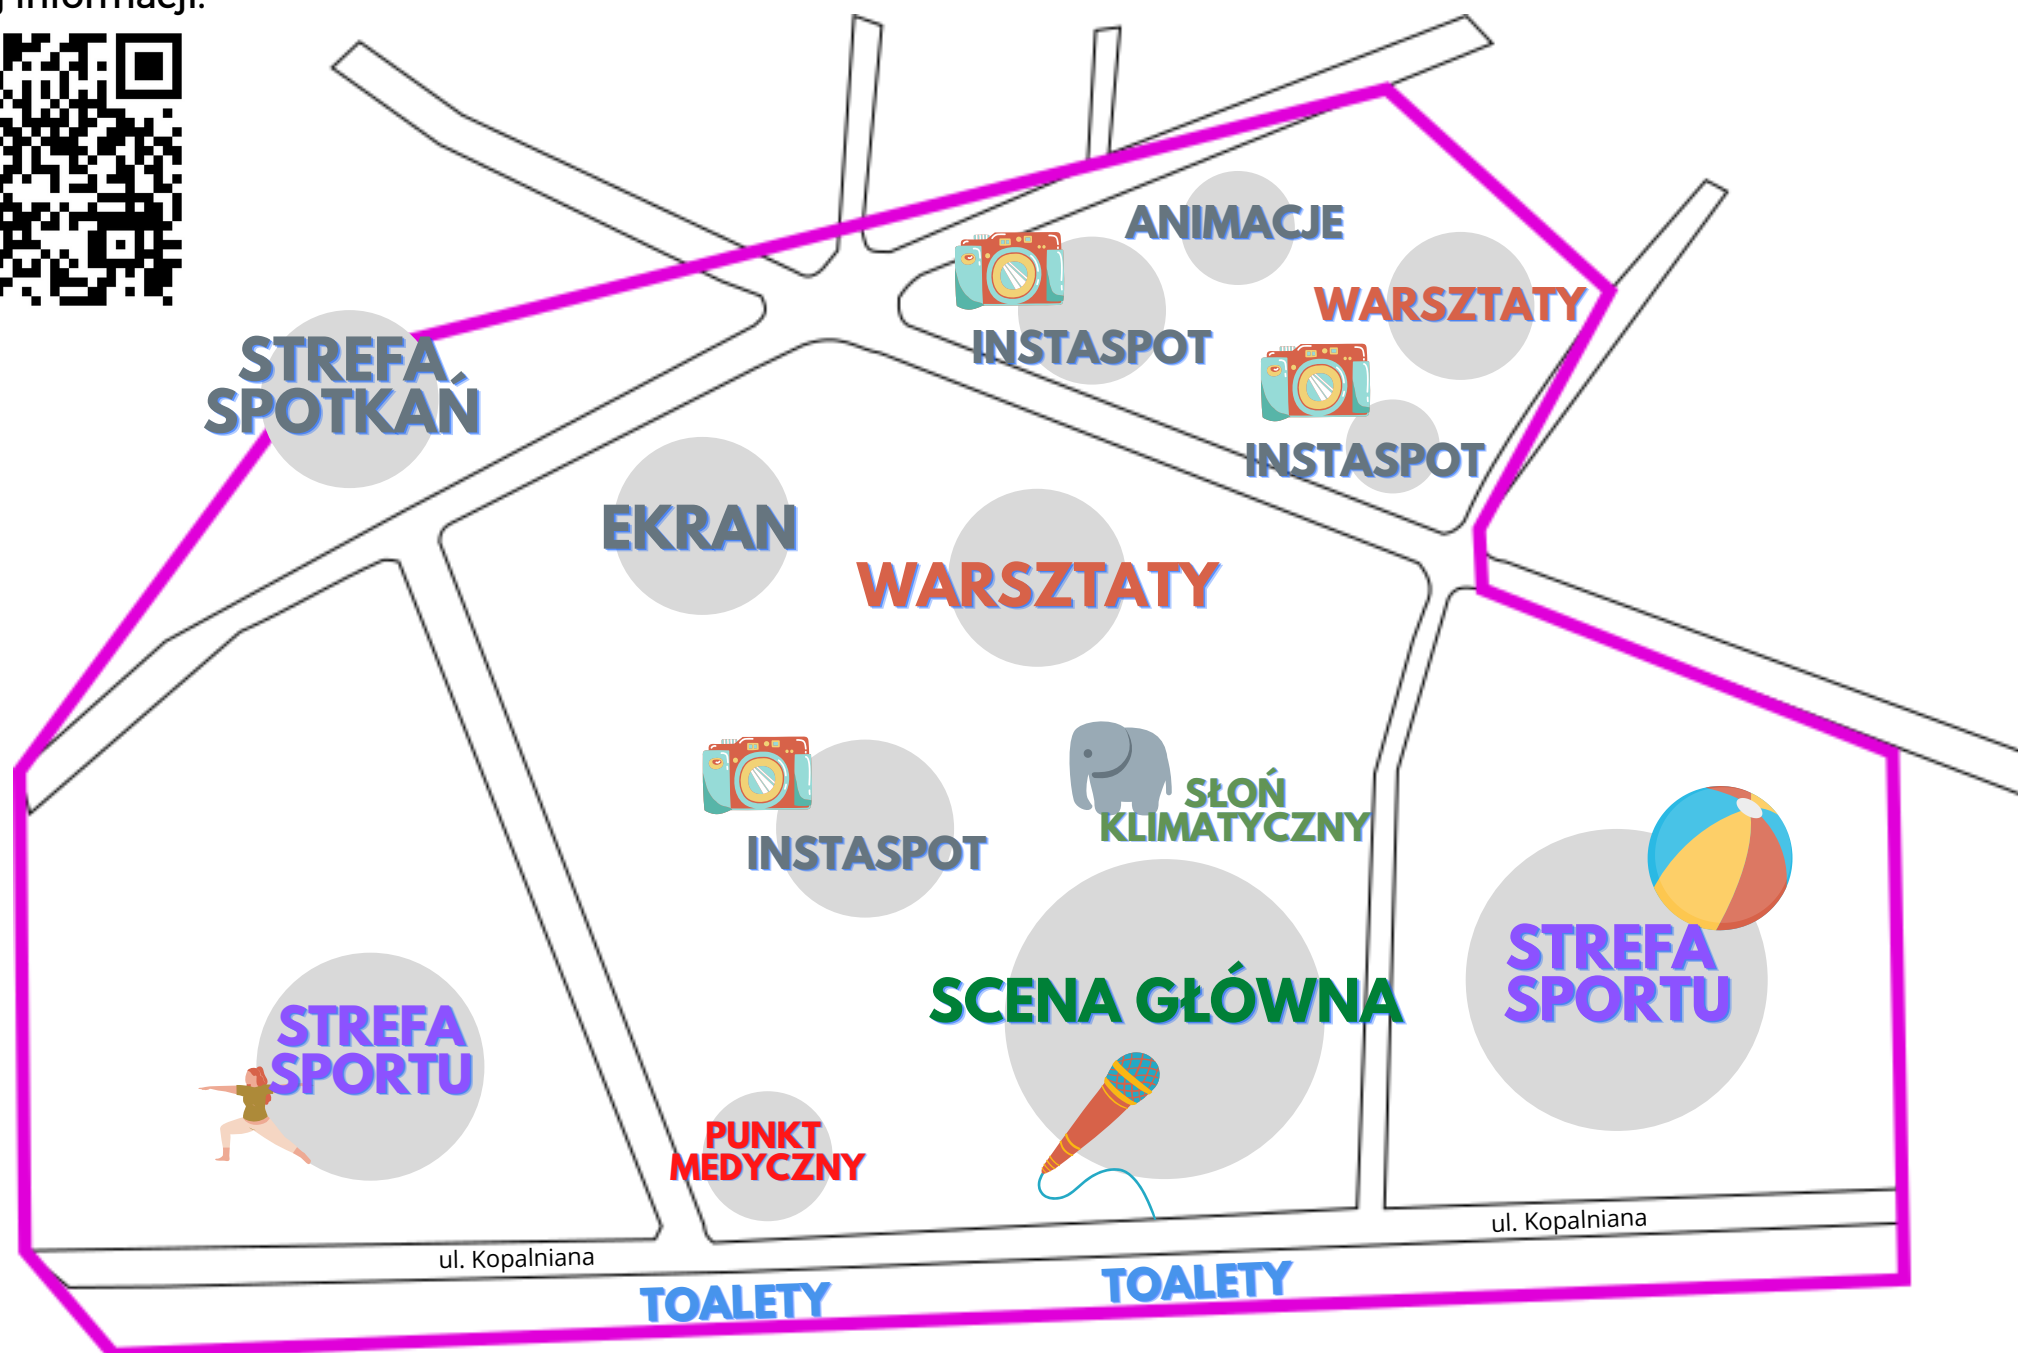 informacji.
ANIMACJE
WARSZTATY
INSTASPOT
STREFA
SPOTKAŃ
INSTASPOT
EKRAN
WARSZTATY
SŁOŃ
KLIMATYCZNY
INSTASPOT
STREFA
SPORTU
SCENA GŁÓWNA
STREFA
SPORTU
PUNKT
MEDYCZNY
ul. Kopalniana
ul. Kopalniana
TOALETY
TOALETY